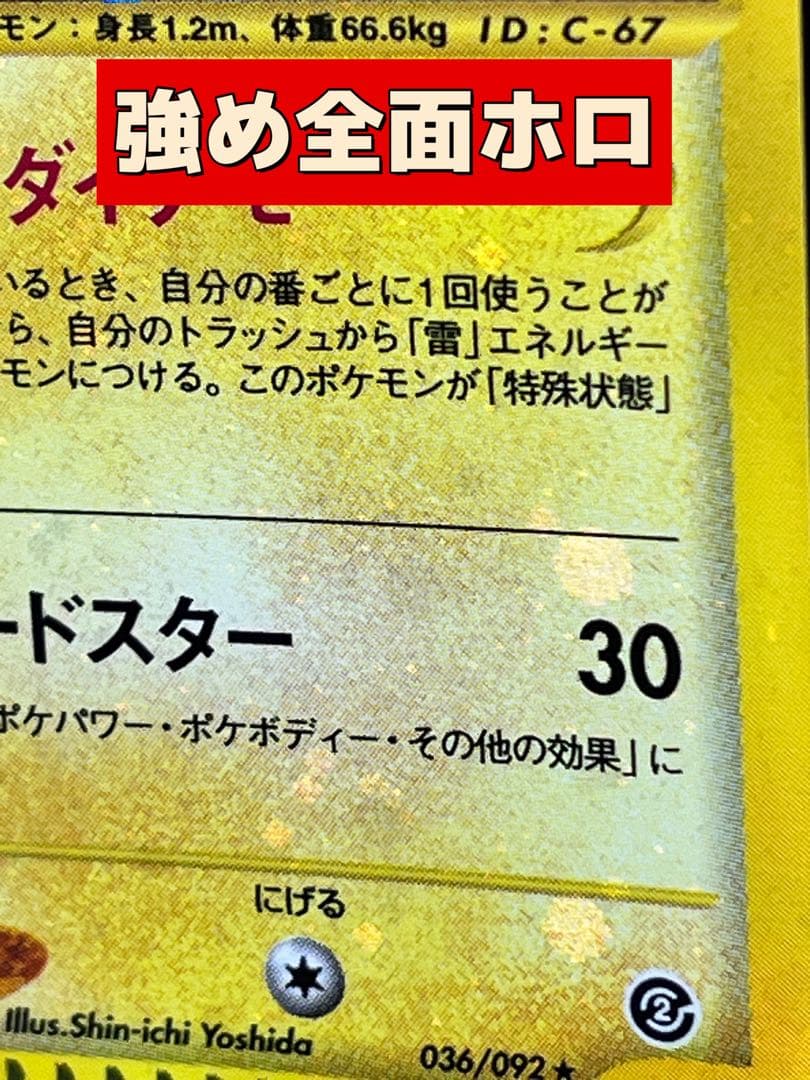 モン：身長1.2m、体重66.6kg ID：C-67
強め全面ホロ
いるとき、自分の番ごとに1回使うことが
ら、自分のトラッシュから「雷」エネルギー
モンにつける。このポケモンが「特殊状態」
ードスター 30
ポケパワー・ポケボディー・その他の効果」に
にげる
2
Illus.Shin-ichi Yoshida
036/092★